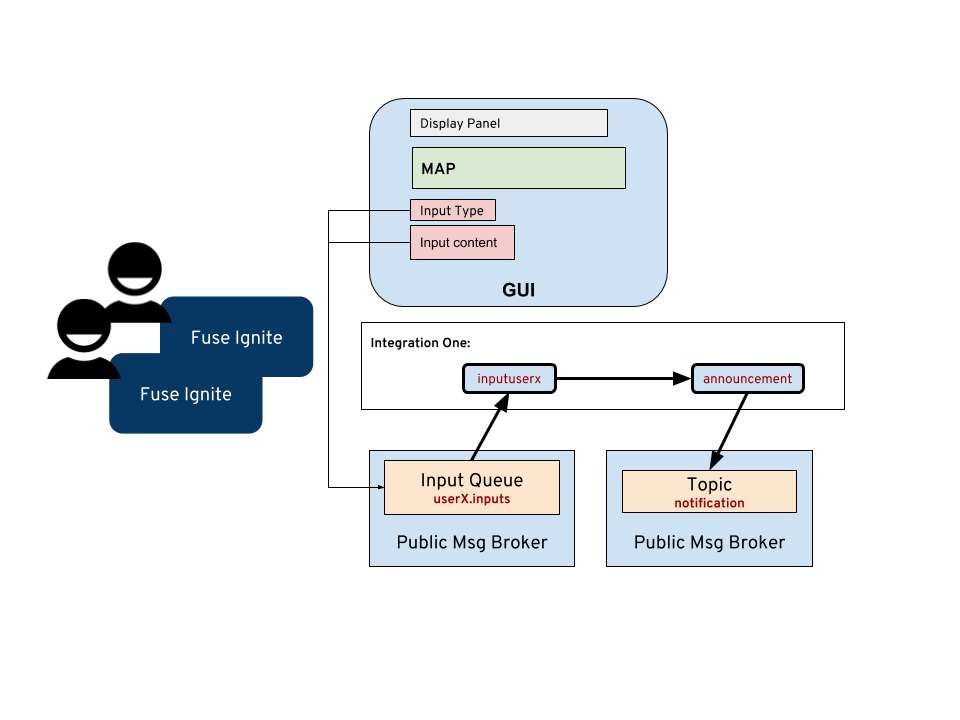 Display Panel
MAP
Input Type
Input content
GUI
Fuse Ignite
Fuse Ignite
Integration One:
inputuserx
announcement
Input Queue
userX.inputs
Public Msg Broker
Topic
notification
Public Msg Broker